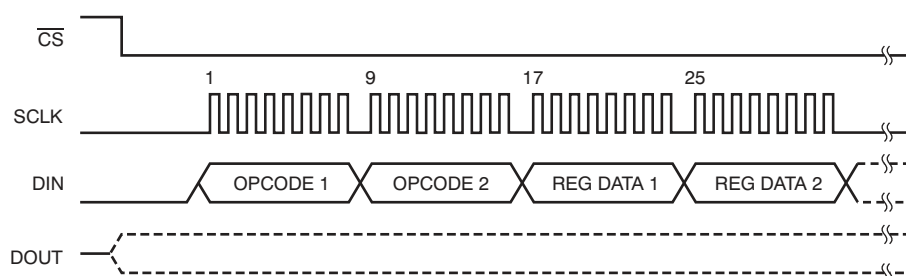 CS
1 9 17 25
SCLK
DIN OPCODE 1 OPCODE 2 REG DATA 1 REG DATA 2
DOUT